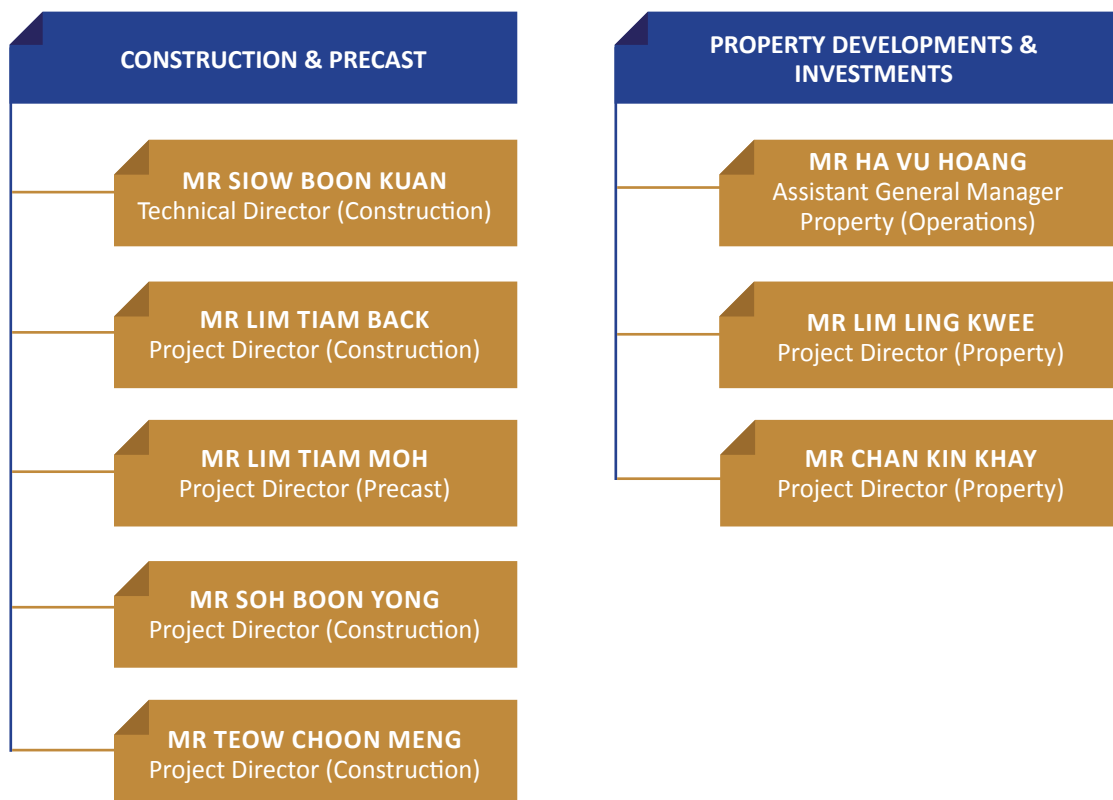 CONSTRUCTION & PRECAST
MR SIOW BOON KUAN
Technical Director (Construction)
MR LIM TIAM BACK
Project Director (Construction)
MR LIM TIAM MOH
Project Director (Precast)
MR SOH BOON YONG
Project Director (Construction)
MR TEOW CHOON MENG
Project Director (Construction)
PROPERTY DEVELOPMENTS &
INVESTMENTS
MR HA VU HOANG
Assistant General Manager
Property (Operations)
MR LIM LING KWEE
Project Director (Property)
MR CHAN KIN KHAY
Project Director (Property)